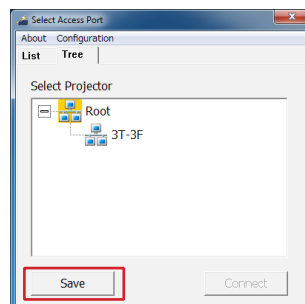 Select Access Port
About Configuration
List Tree
Select Projector
Root
3T-3F
Save Connect